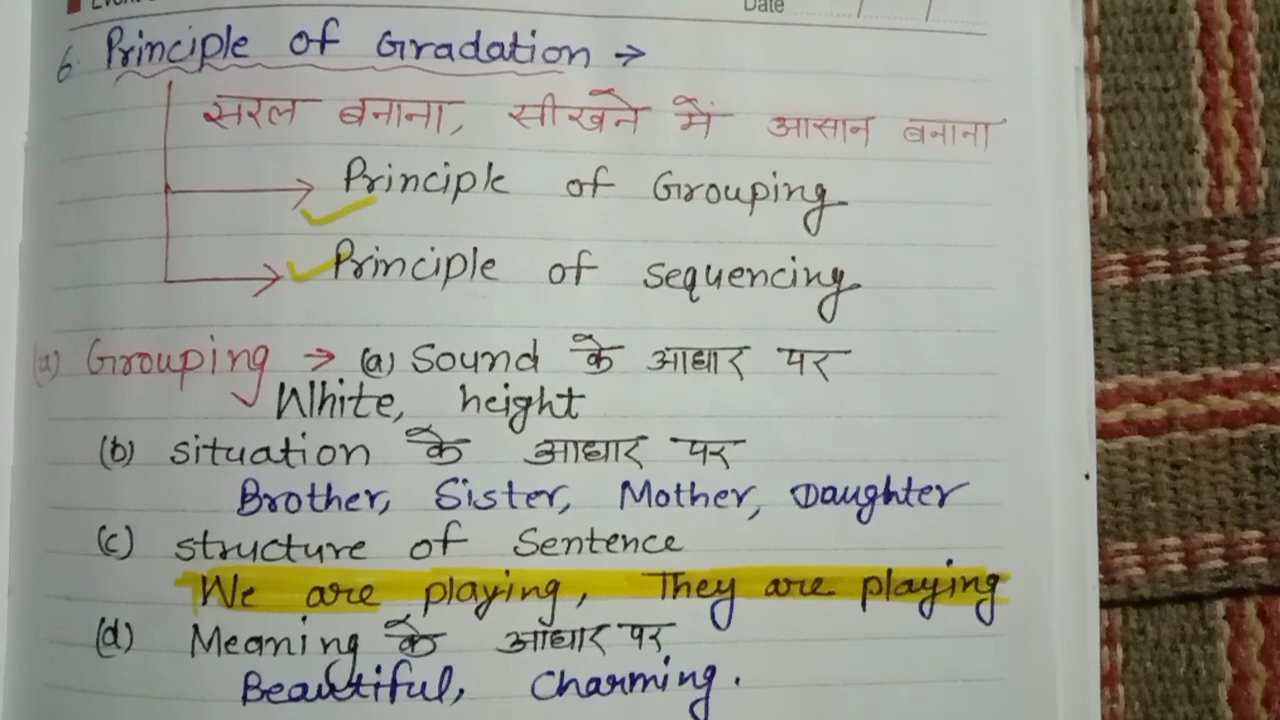 Date / /
6. Principle of Gradation →
सरल बनाना, सीखने में आसान बनाना
→ Principle of Grouping
→ Principle of sequencing
(a) Grouping → (a) Sound के आधार पर
White, height
(b) situation के आधार पर
Brother, Sister, Mother, Daughter
(c) structure of Sentence
We are playing, They are playing
(d) Meaning के आधार पर
Beautiful, Charming.